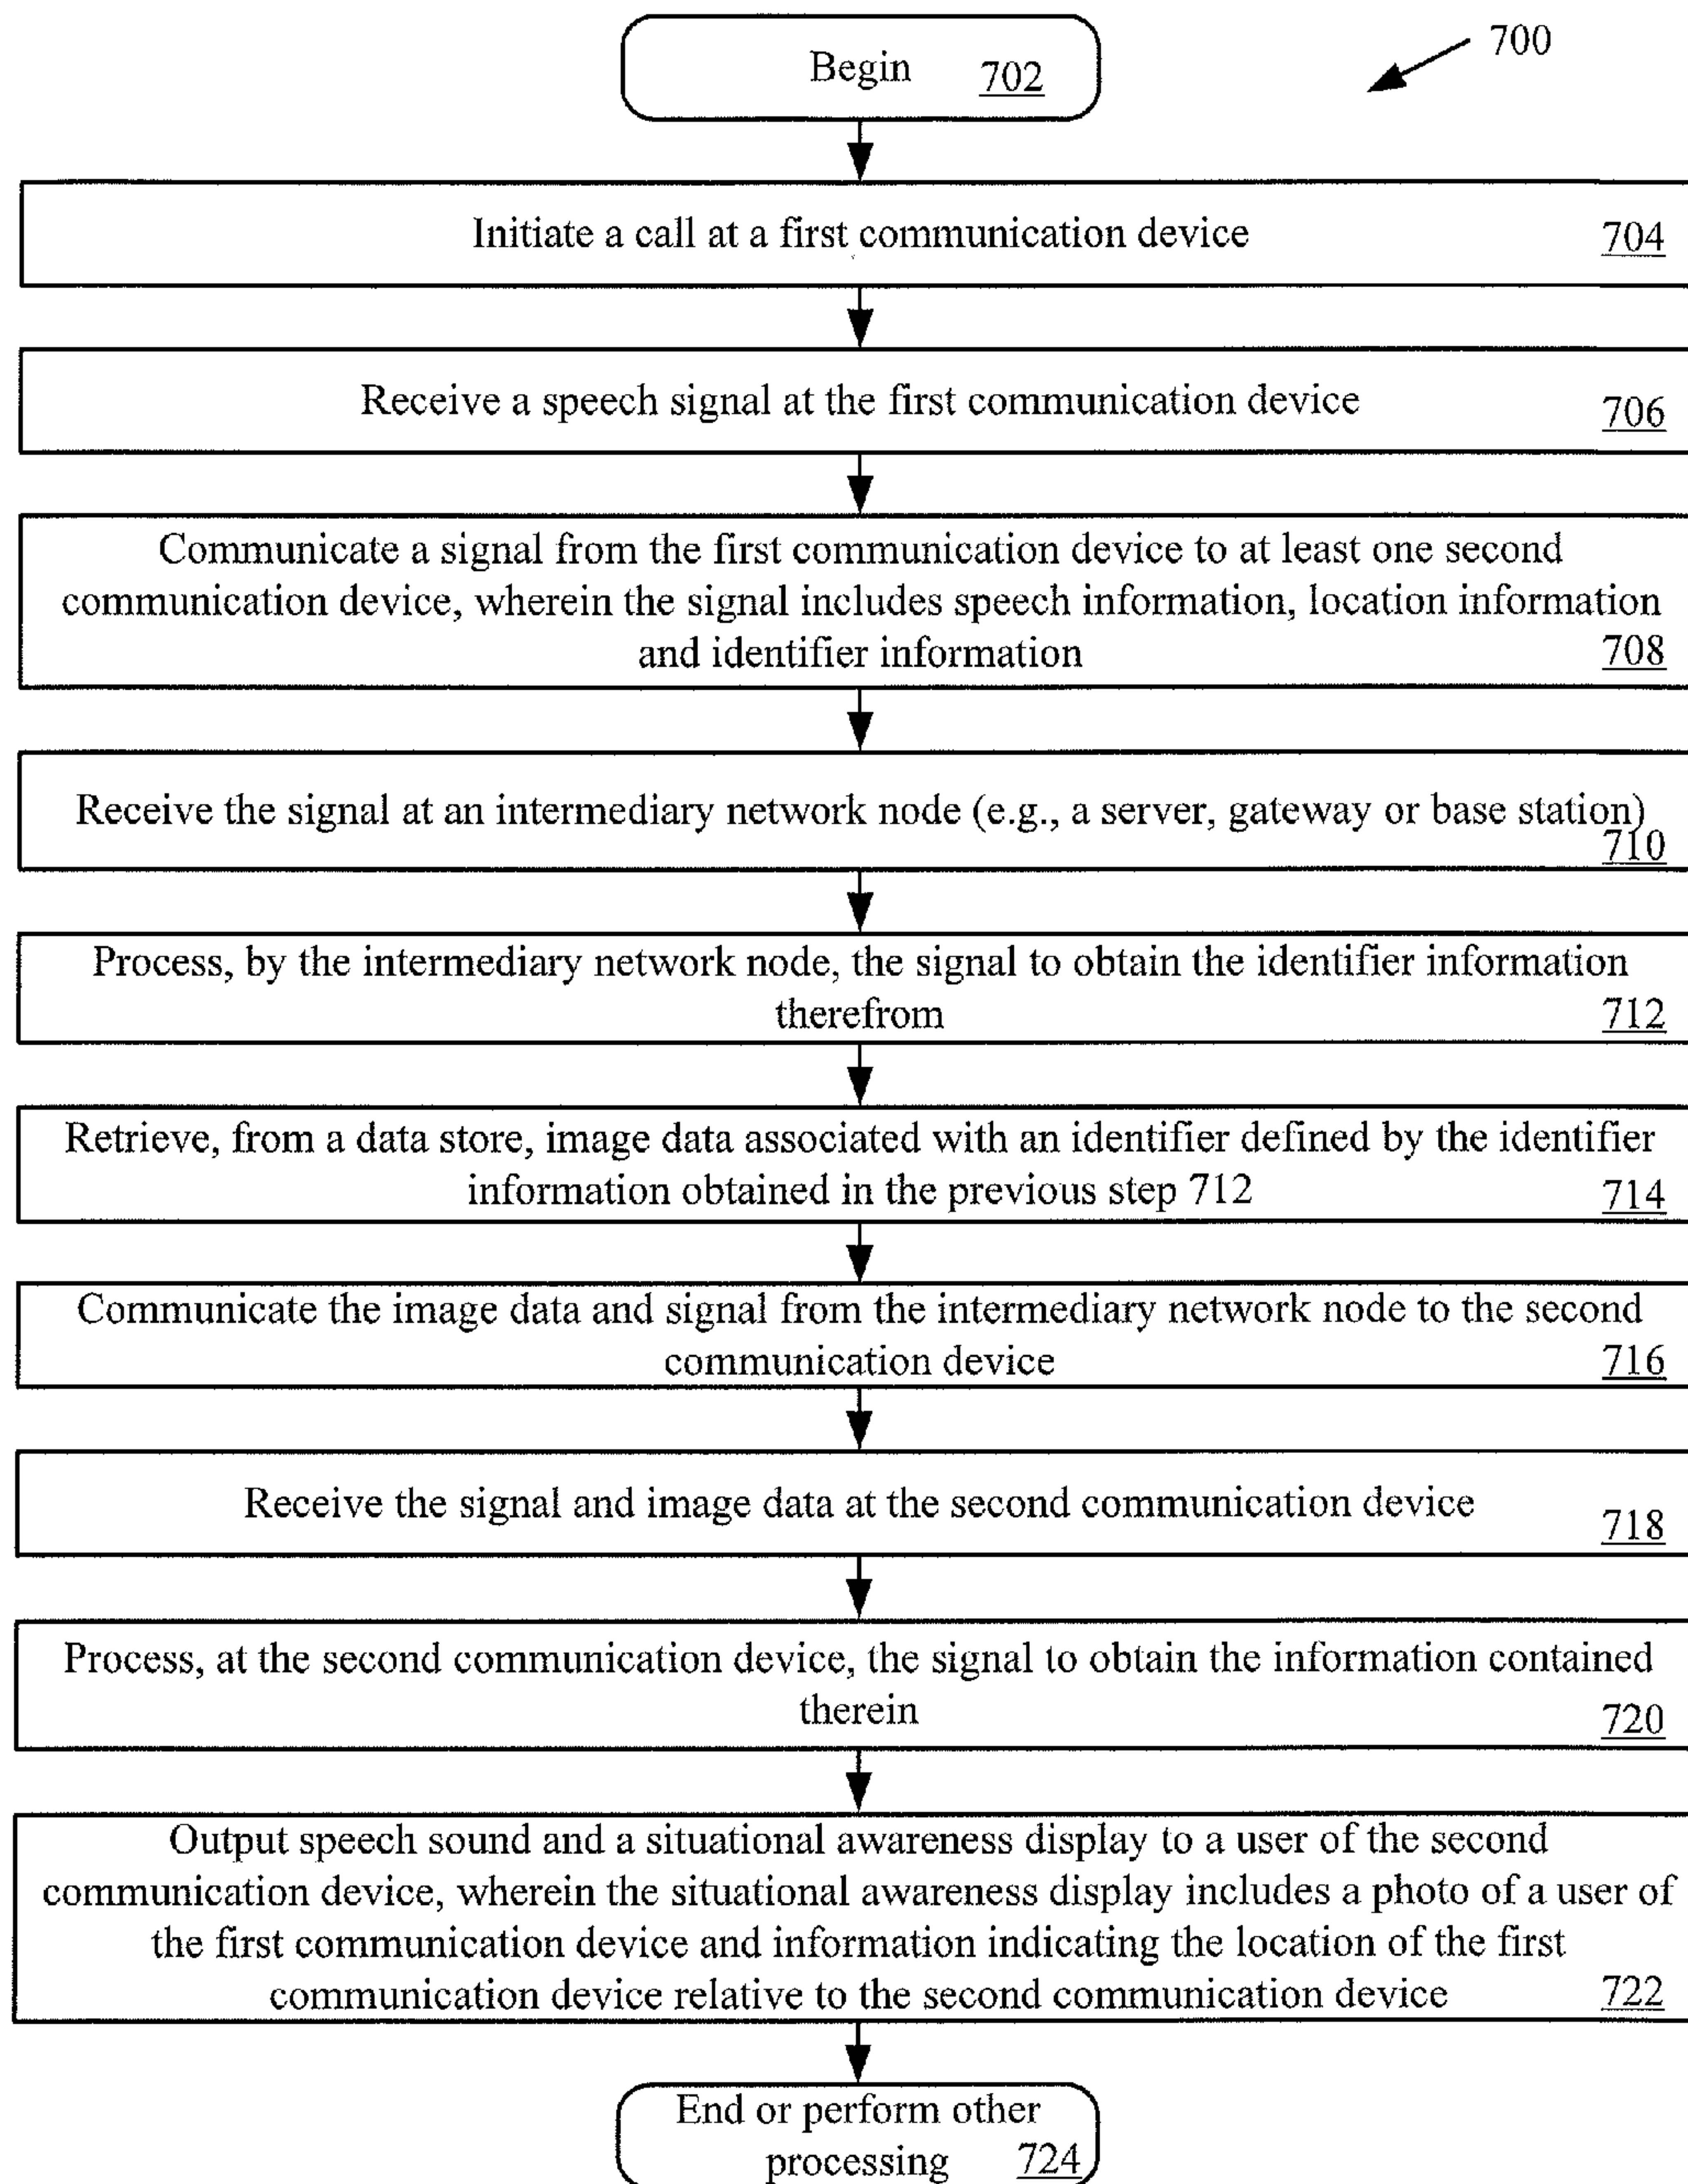 Begin 702
700
Initiate a call at a first communication device 704
Receive a speech signal at the first communication device 706
Communicate a signal from the first communication device to at least one second
communication device, wherein the signal includes speech information, location information
and identifier information 708
Receive the signal at an intermediary network node (e.g., a server, gateway or base station)
710
Process, by the intermediary network node, the signal to obtain the identifier information
therefrom 712
Retrieve, from a data store, image data associated with an identifier defined by the identifier
information obtained in the previous step 712 714
Communicate the image data and signal from the intermediary network node to the second
communication device 716
Receive the signal and image data at the second communication device 718
Process, at the second communication device, the signal to obtain the information contained
therein 720
Output speech sound and a situational awareness display to a user of the second
communication device, wherein the situational awareness display includes a photo of a user of
the first communication device and information indicating the location of the first
communication device relative to the second communication device 722
End or perform other
processing 724